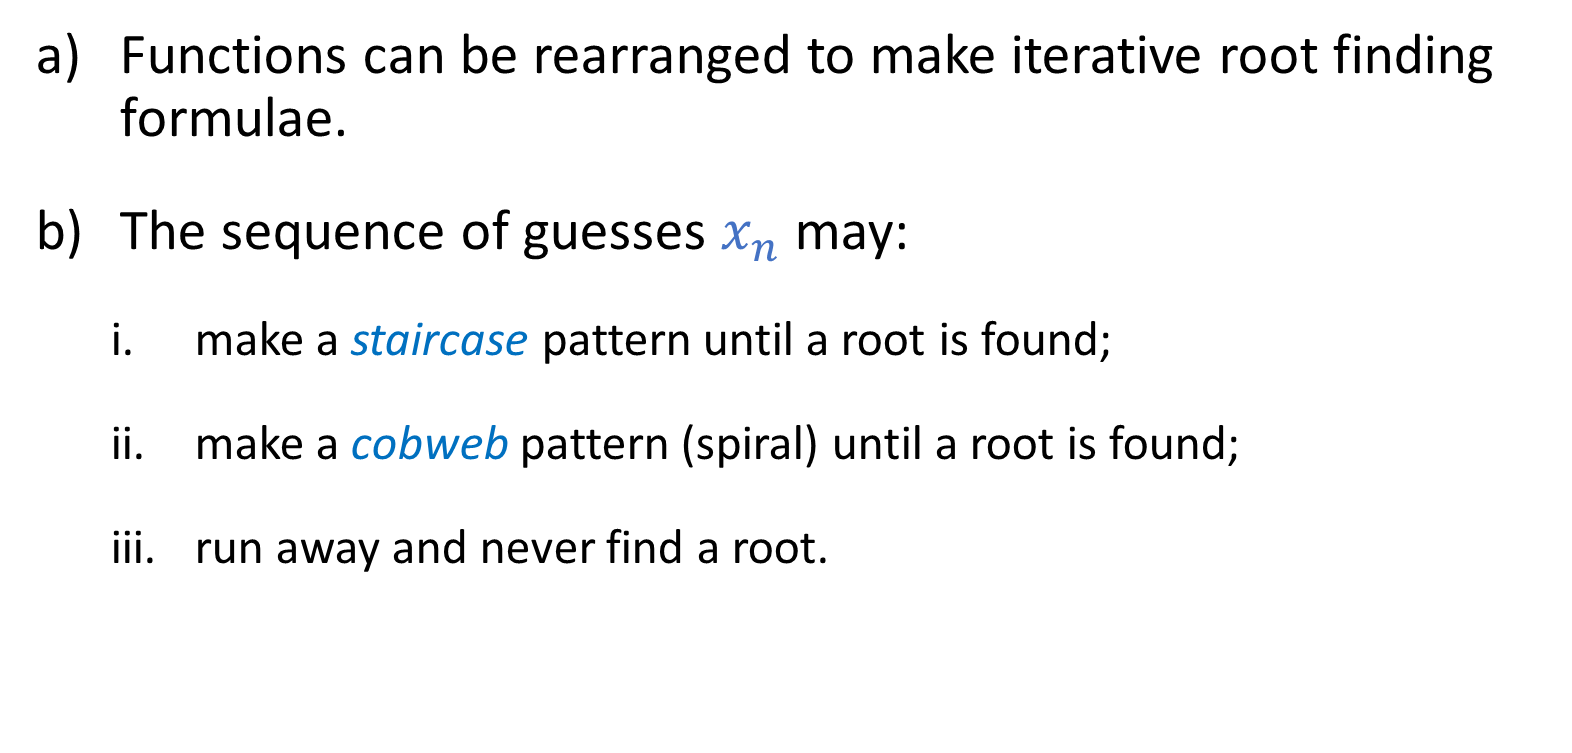 a) Functions can be rearranged to make iterative root finding
formulae.
b) The sequence of guesses xₙ may:
i. make a staircase pattern until a root is found;
ii. make a cobweb pattern (spiral) until a root is found;
iii. run away and never find a root.